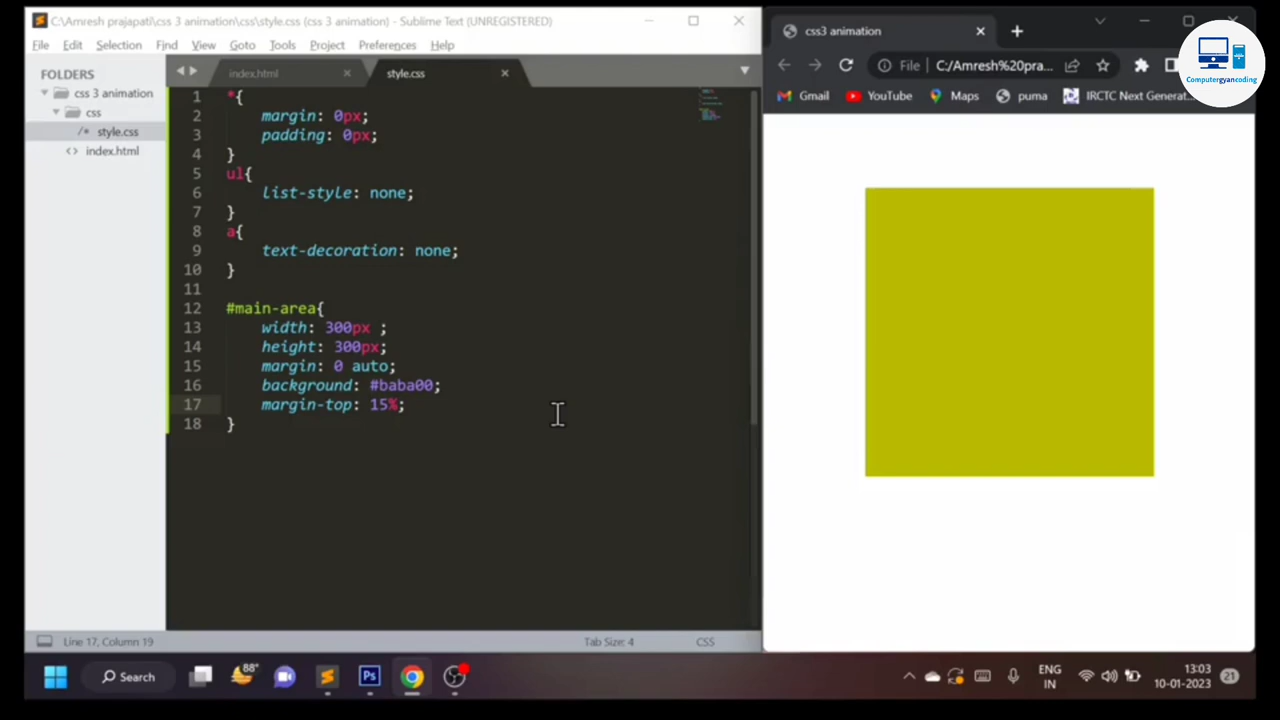 C:\Amresh prajapati\css 3 animation\css\style.css (css 3 animation) - Sublime Text (UNREGISTERED)
File Edit Selection Find View Goto Tools Project Preferences Help
FOLDERS
css 3 animation
css
/* style.css
<> index.html
index.html
style.css
1 *{
2 margin: 0px;
3 padding: 0px;
4 }
5 ul{
6 list-style: none;
7 }
8 a{
9 text-decoration: none;
10 }
11
12 #main-area{
13 width: 300px ;
14 height: 300px;
15 margin: 0 auto;
16 background: #baba00;
17 margin-top: 15%;
18 }
Line 17, Column 19
Tab Size: 4
CSS
css3 animation
File C:/Amresh%20pra...
Gmail YouTube Maps puma IRCTC Next Generat...
Computergyancoding
88°
Search
Ps
ENG
IN
13:03
10-01-2023
21